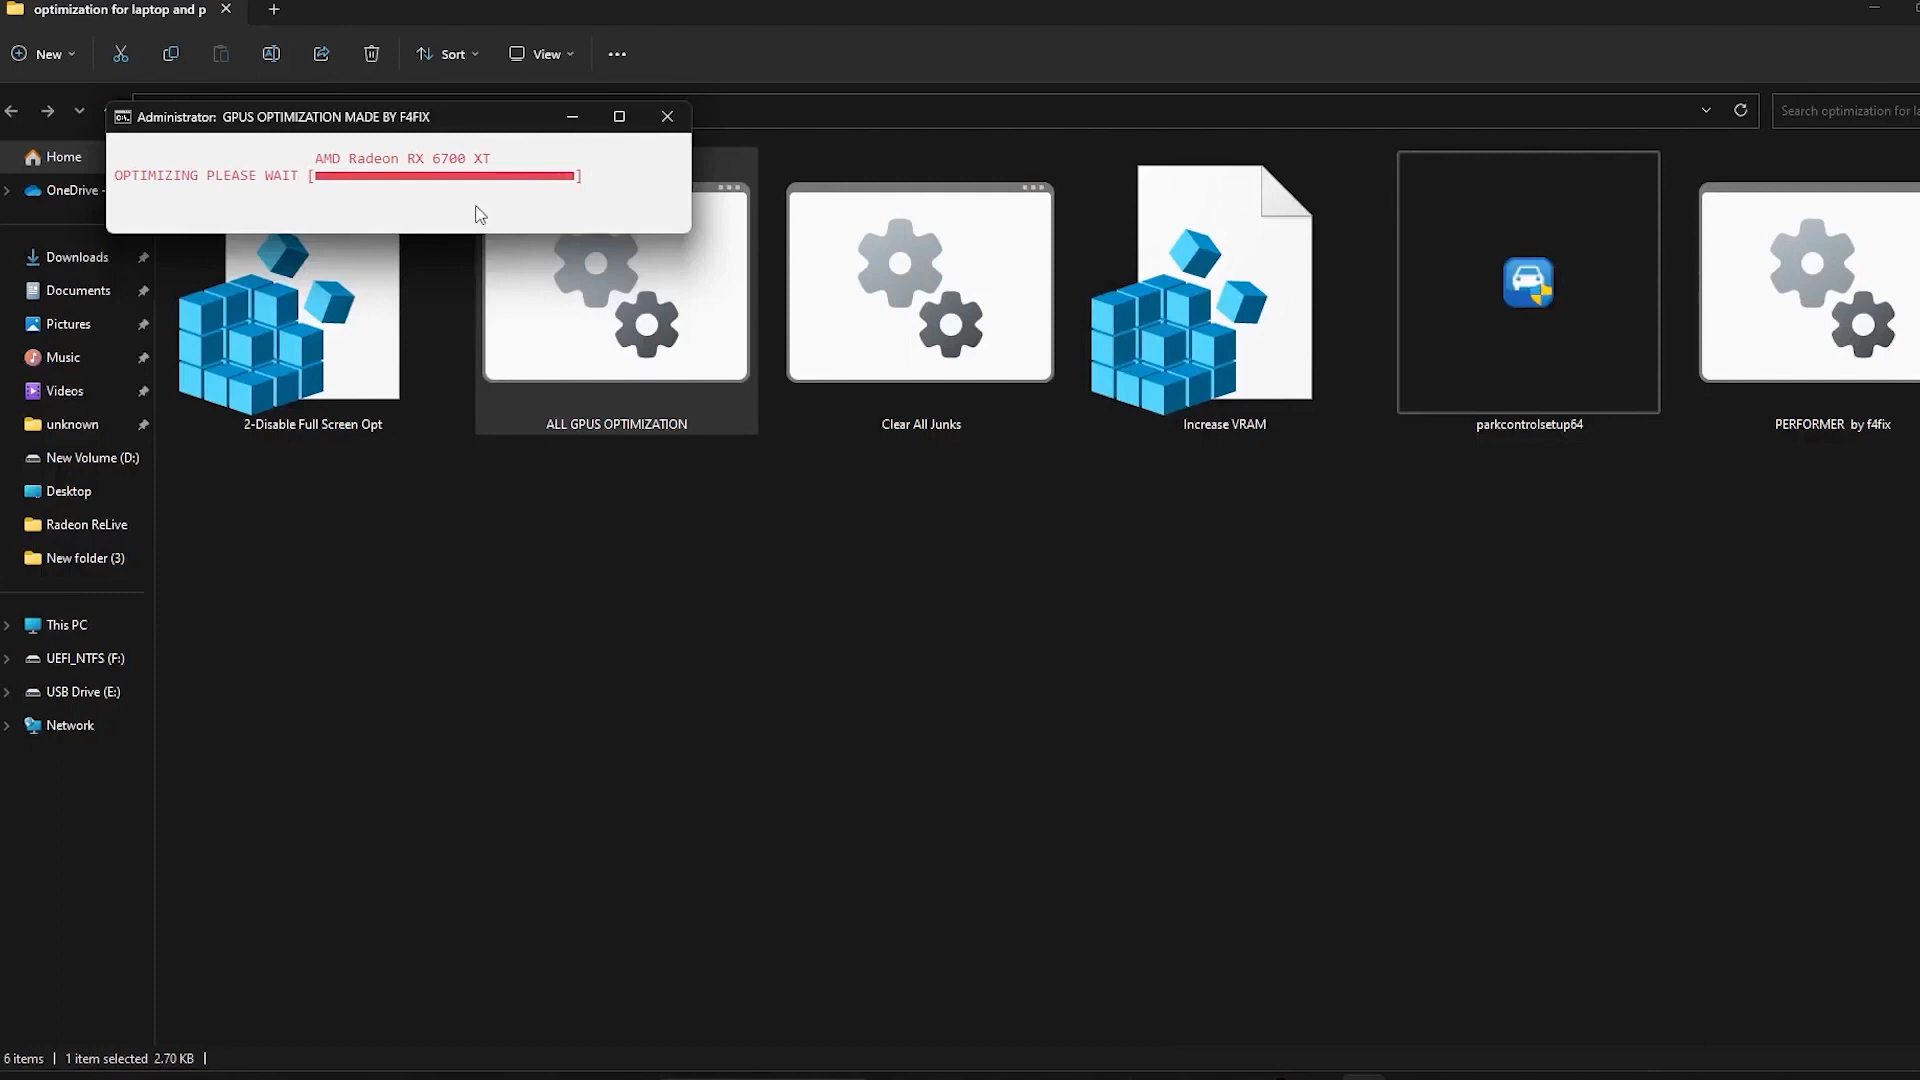 optimization for laptop and p
New
Sort
View
Search optimization for la
Administrator: GPUS OPTIMIZATION MADE BY F4FIX
AMD Radeon RX 6700 XT
OPTIMIZING PLEASE WAIT [ ]
Home
OneDrive -
Downloads
Documents
Pictures
Music
Videos
unknown
New Volume (D:)
Desktop
Radeon ReLive
New folder (3)
This PC
UEFI_NTFS (F:)
USB Drive (E:)
Network
2-Disable Full Screen Opt
ALL GPUS OPTIMIZATION
Clear All Junks
Increase VRAM
parkcontrolsetup64
PERFORMER by f4fix
6 items | 1 item selected 2.70 KB |